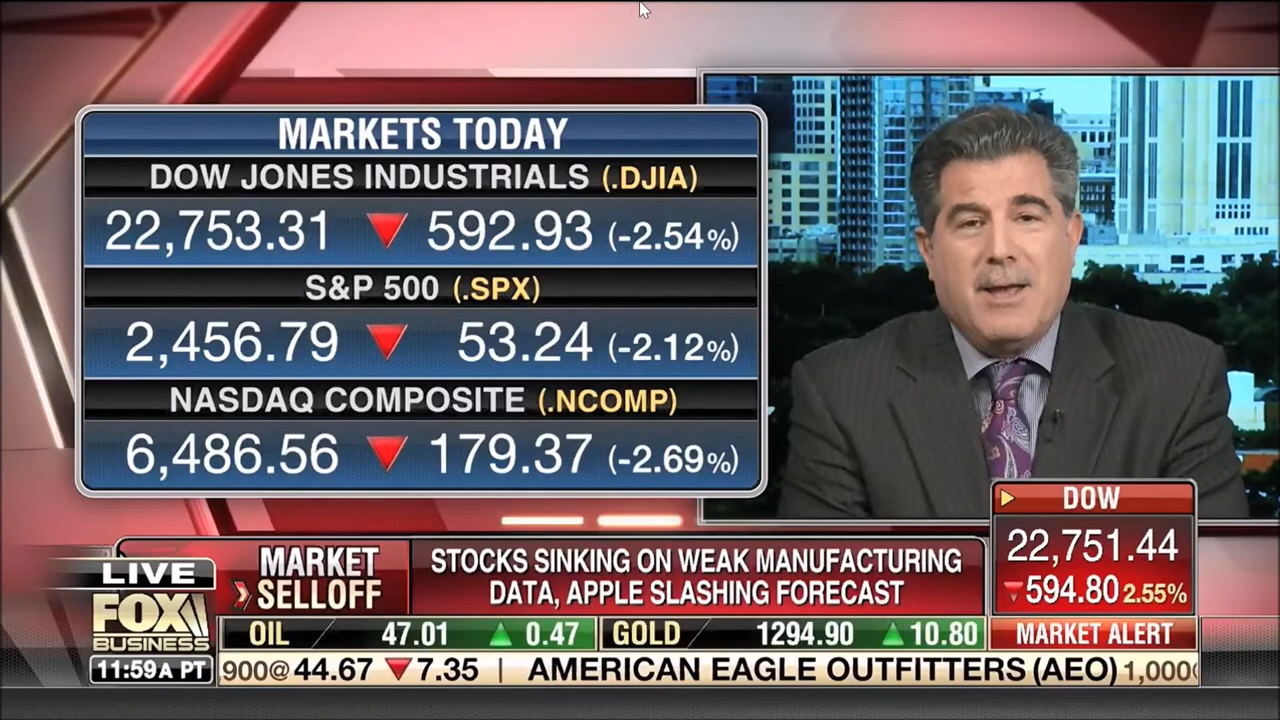 MARKETS TODAY
DOW JONES INDUSTRIALS (.DJIA)
22,753.31 ▼ 592.93 (-2.54%)
S&P 500 (.SPX)
2,456.79 ▼ 53.24 (-2.12%)
NASDAQ COMPOSITE (.NCOMP)
6,486.56 ▼ 179.37 (-2.69%)
DOW
22,751.44
▼594.80 2.55%
MARKET ALERT
MARKET SELLOFF
STOCKS SINKING ON WEAK MANUFACTURING
DATA, APPLE SLASHING FORECAST
LIVE
FOX
BUSINESS
11:59A PT
OIL 47.01 ▲ 0.47
GOLD 1294.90 ▲ 10.80
900@ 44.67 ▼7.35 | AMERICAN EAGLE OUTFITTERS (AEO) 1,000